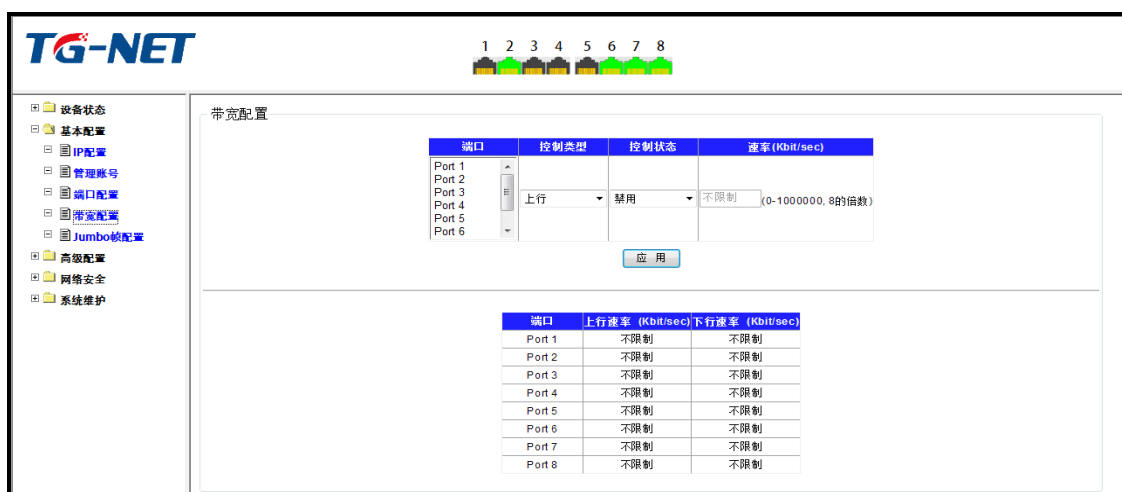 TG-NET
1 2 3 4 5 6 7 8
设备状态
基本配置
IP配置
管理账号
端口配置
带宽配置
Jumbo帧配置
高级配置
网络安全
系统维护
带宽配置
端口 控制类型 控制状态 速率(Kbit/sec)
Port 1
Port 2
Port 3
Port 4
Port 5
Port 6
上行 禁用 不限制 (0-1000000, 8的倍数)
应 用
端口 上行速率 (Kbit/sec) 下行速率 (Kbit/sec)
Port 1 不限制 不限制
Port 2 不限制 不限制
Port 3 不限制 不限制
Port 4 不限制 不限制
Port 5 不限制 不限制
Port 6 不限制 不限制
Port 7 不限制 不限制
Port 8 不限制 不限制